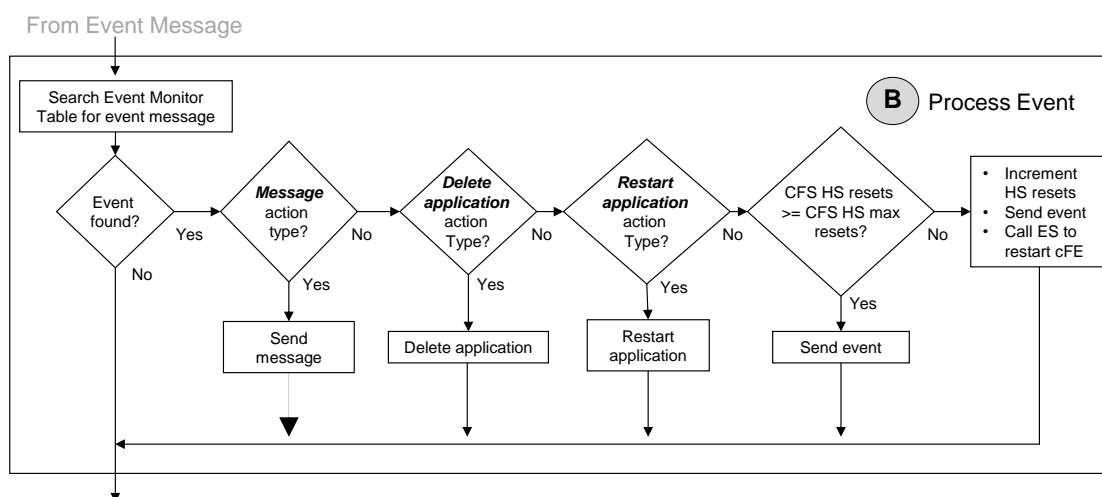 From Event Message
B Process Event
Search Event Monitor
Table for event message
Event
found?
Yes
No
Message
action
type?
No
Yes
Send
message
Delete
application
action
Type?
No
Yes
Delete application
Restart
application
action
Type?
No
Yes
Restart
application
CFS HS resets
>= CFS HS max
resets?
No
Yes
Send event
• Increment
HS resets
• Send event
• Call ES to
restart cFE